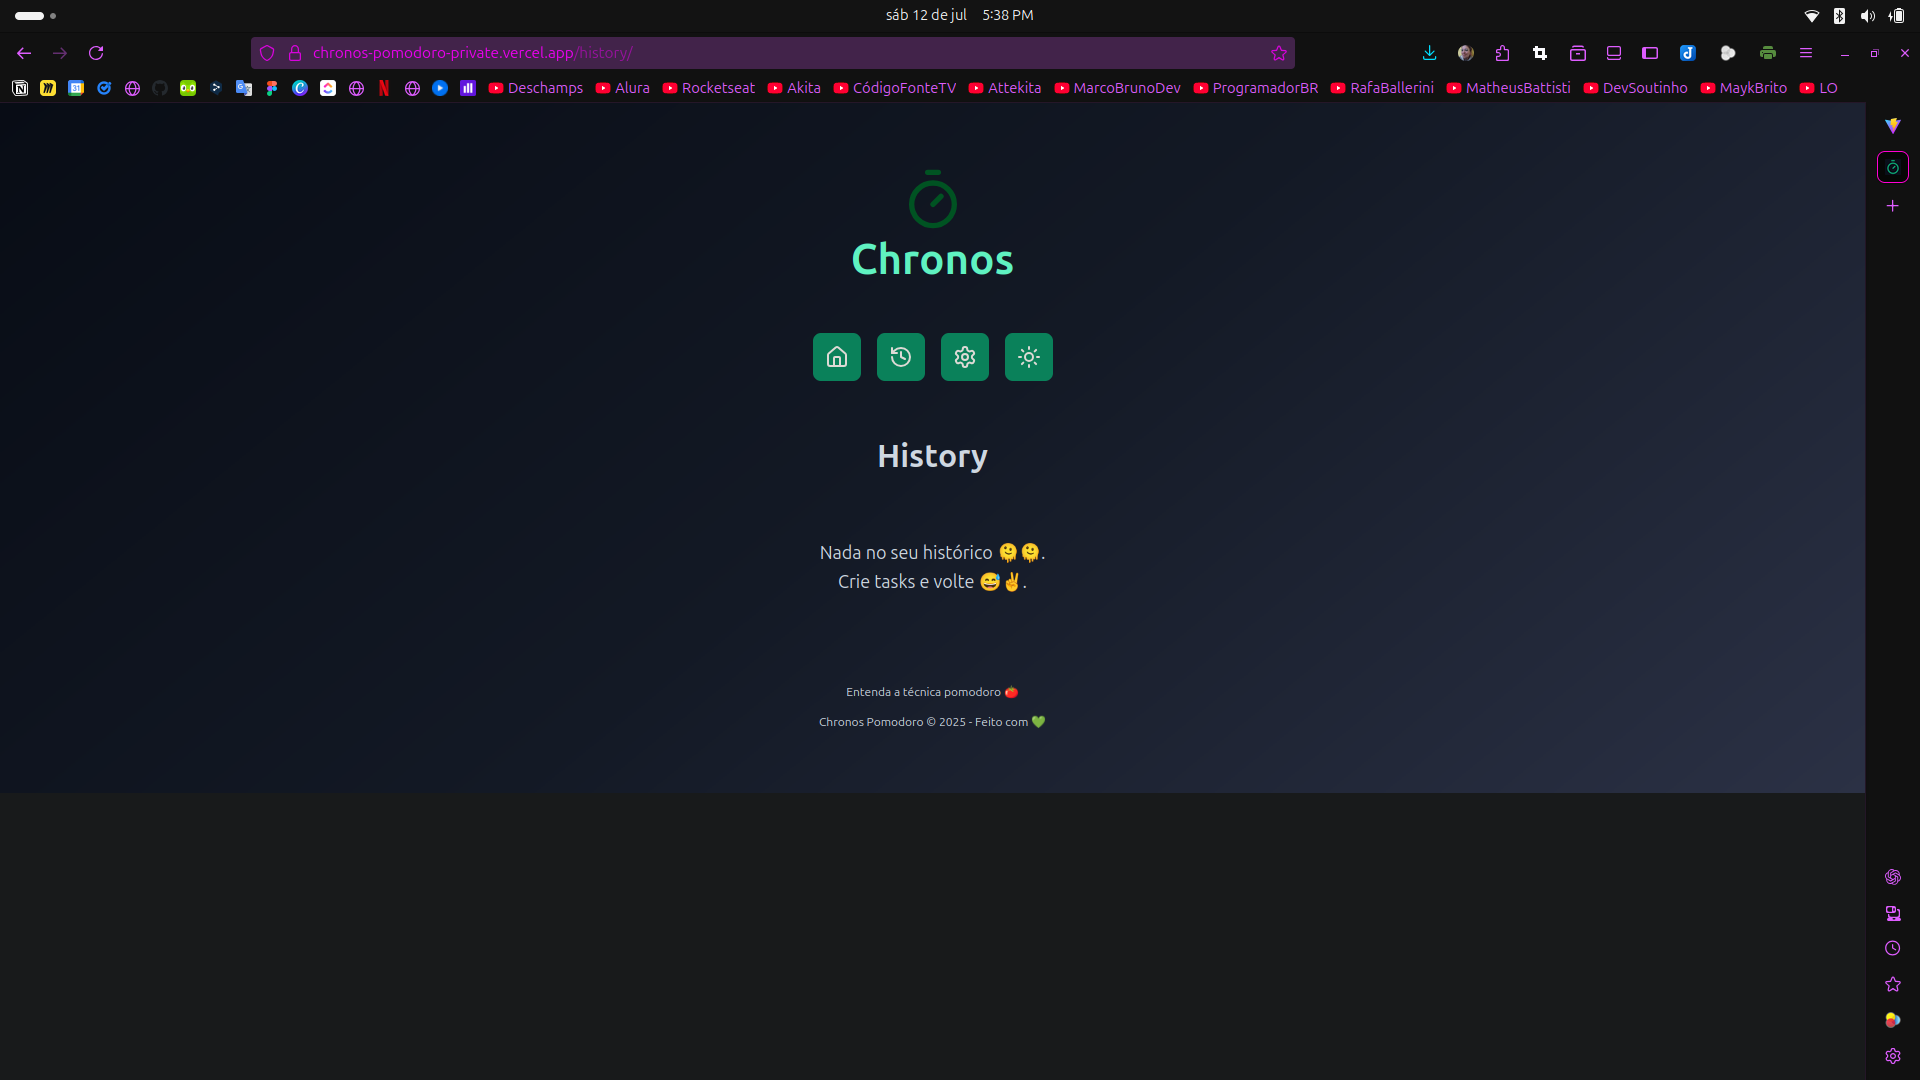 sáb 12 de jul 5:38 PM
chronos-pomodoro-private.vercel.app/history/
Deschamps Alura Rocketseat Akita CódigoFonteTV Attekita MarcoBrunoDev ProgramadorBR RafaBallerini MatheusBattisti DevSoutinho MaykBrito LO
Chronos
History
Nada no seu histórico 🫠🫠.
Crie tasks e volte 😅✌️.
Entenda a técnica pomodoro 🍅
Chronos Pomodoro © 2025 - Feito com 💚